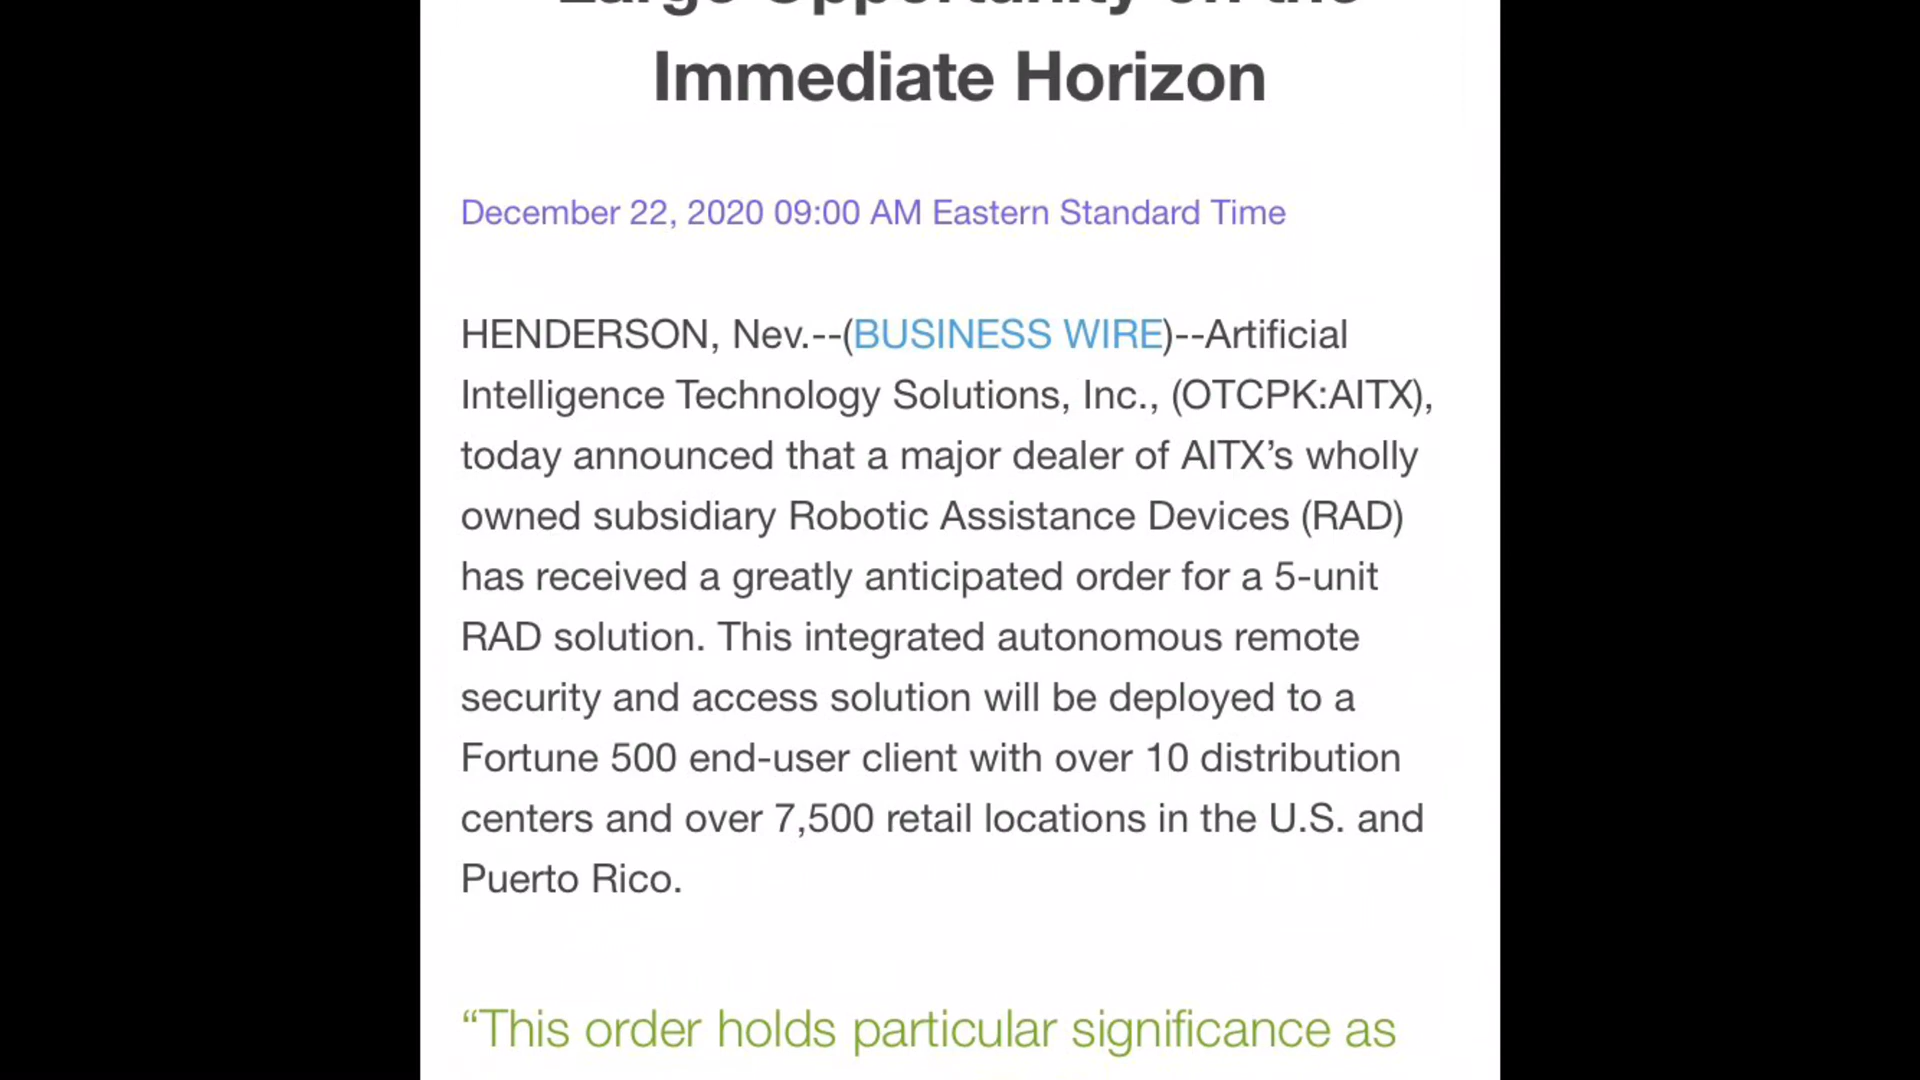 Large Opportunity on the
Immediate Horizon
December 22, 2020 09:00 AM Eastern Standard Time
HENDERSON, Nev.--(BUSINESS WIRE)--Artificial
Intelligence Technology Solutions, Inc., (OTCPK:AITX),
today announced that a major dealer of AITX’s wholly
owned subsidiary Robotic Assistance Devices (RAD)
has received a greatly anticipated order for a 5-unit
RAD solution. This integrated autonomous remote
security and access solution will be deployed to a
Fortune 500 end-user client with over 10 distribution
centers and over 7,500 retail locations in the U.S. and
Puerto Rico.
“This order holds particular significance as